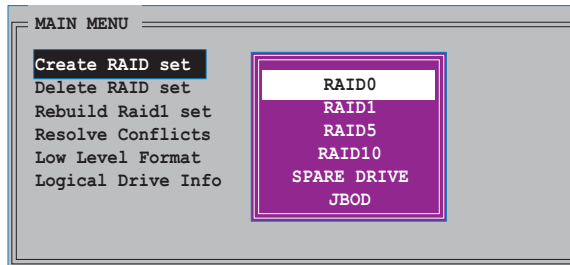 MAIN MENU
Create RAID set
Delete RAID set
Rebuild Raid1 set
Resolve Conflicts
Low Level Format
Logical Drive Info
RAID0
RAID1
RAID5
RAID10
SPARE DRIVE
JBOD